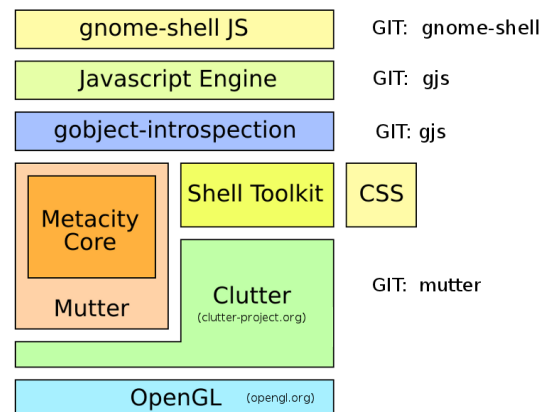 gnome-shell JS GIT: gnome-shell
Javascript Engine GIT: gjs
gobject-introspection GIT: gjs
Shell Toolkit CSS
Metacity
Core
Mutter
Clutter
(clutter-project.org)
GIT: mutter
OpenGL (opengl.org)